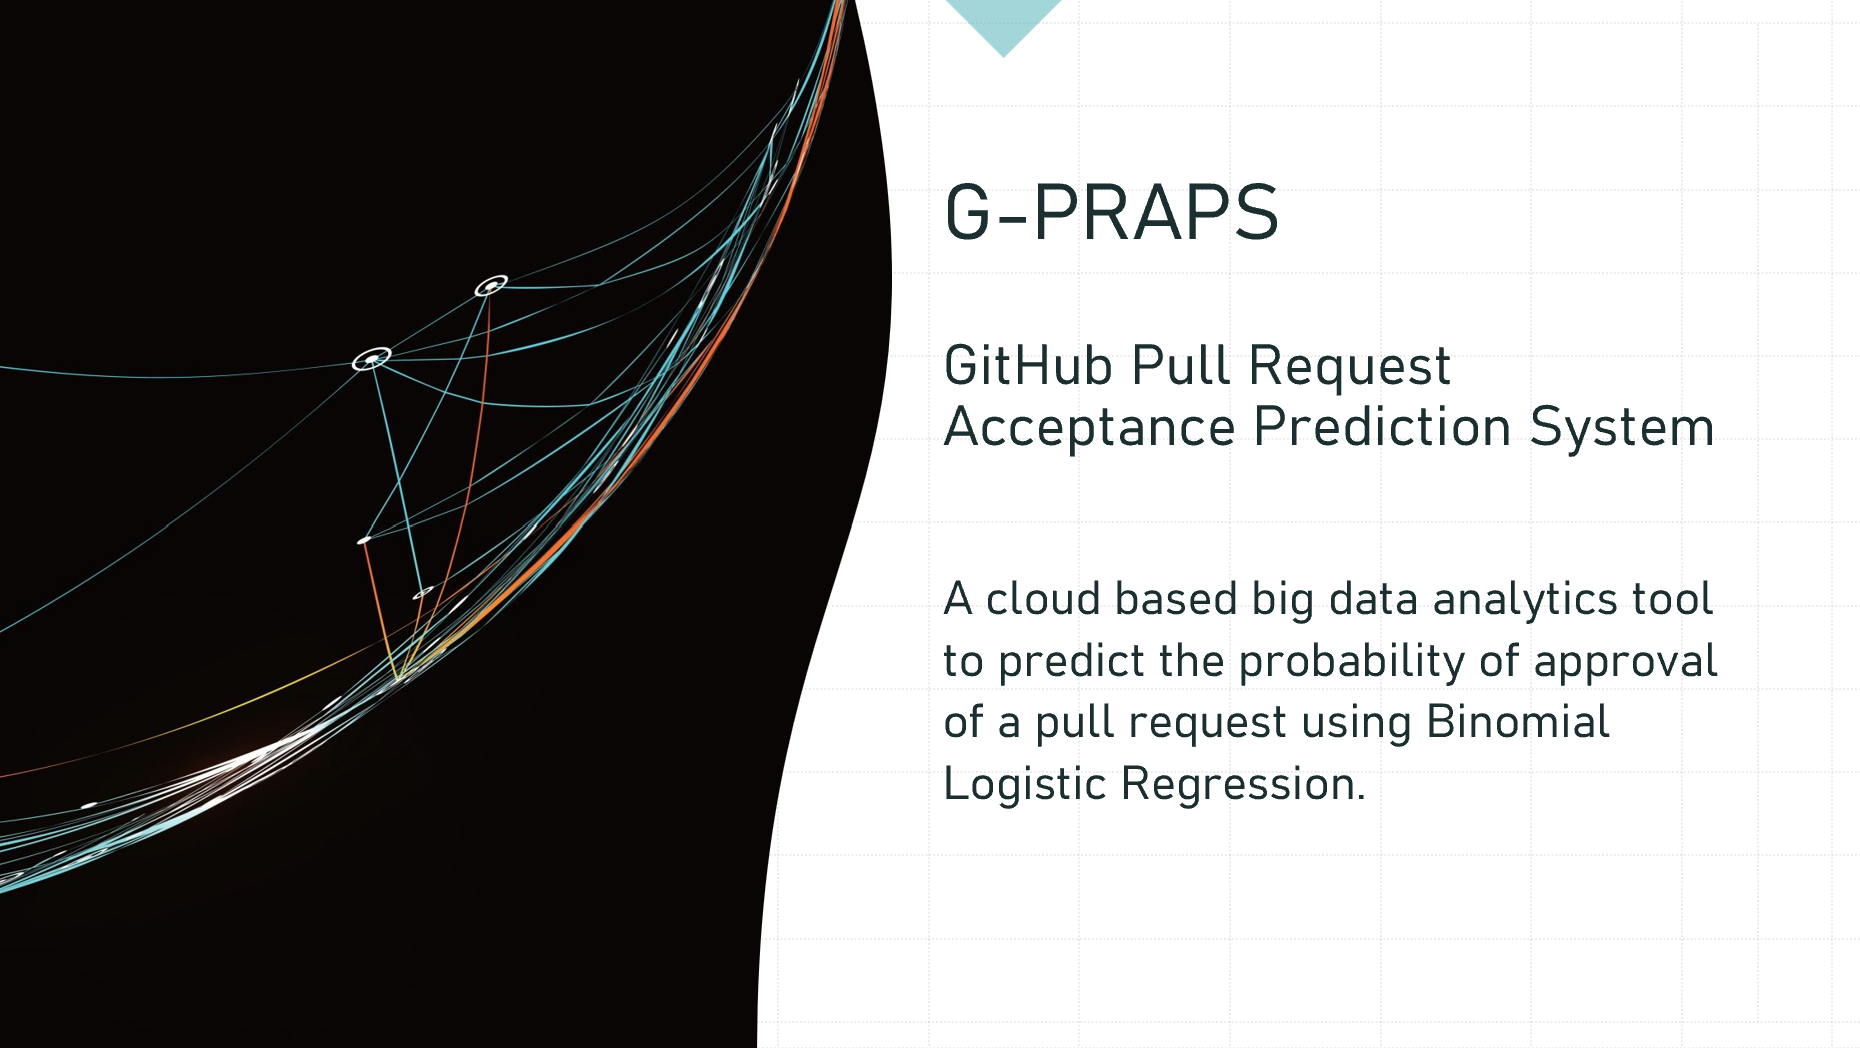 G-PRAPS
GitHub Pull Request
Acceptance Prediction System
A cloud based big data analytics tool
to predict the probability of approval
of a pull request using Binomial
Logistic Regression.